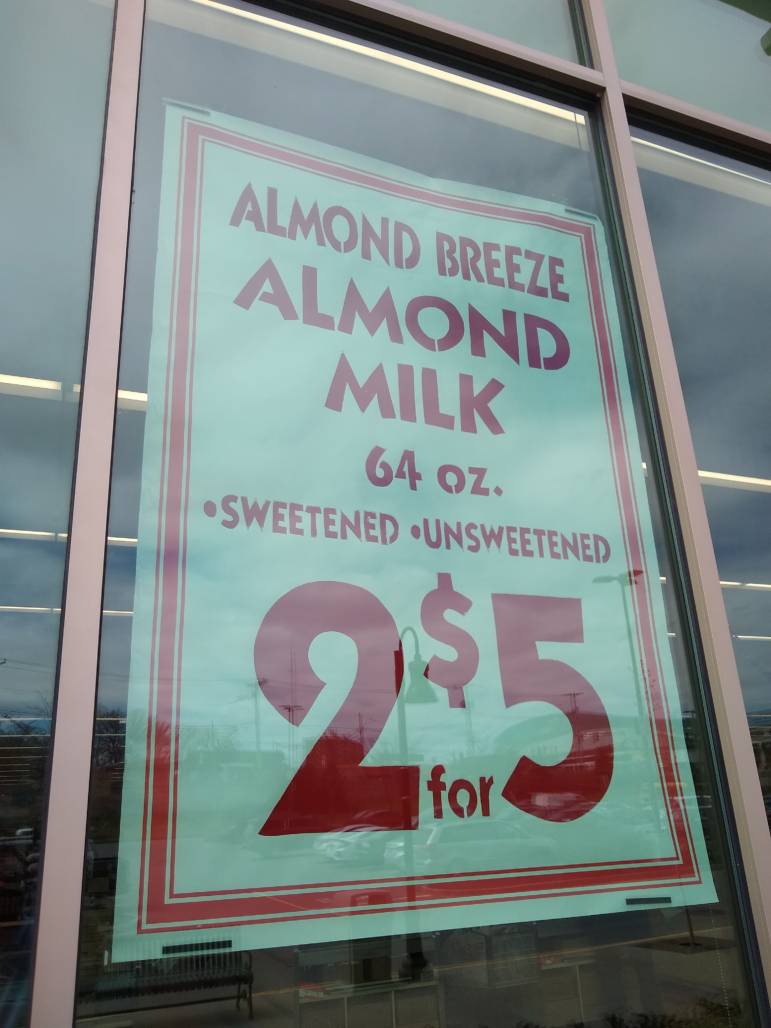 ALMOND BREEZE
ALMOND
MILK
64 oz.
•SWEETENED •UNSWEETENED
2 for $5